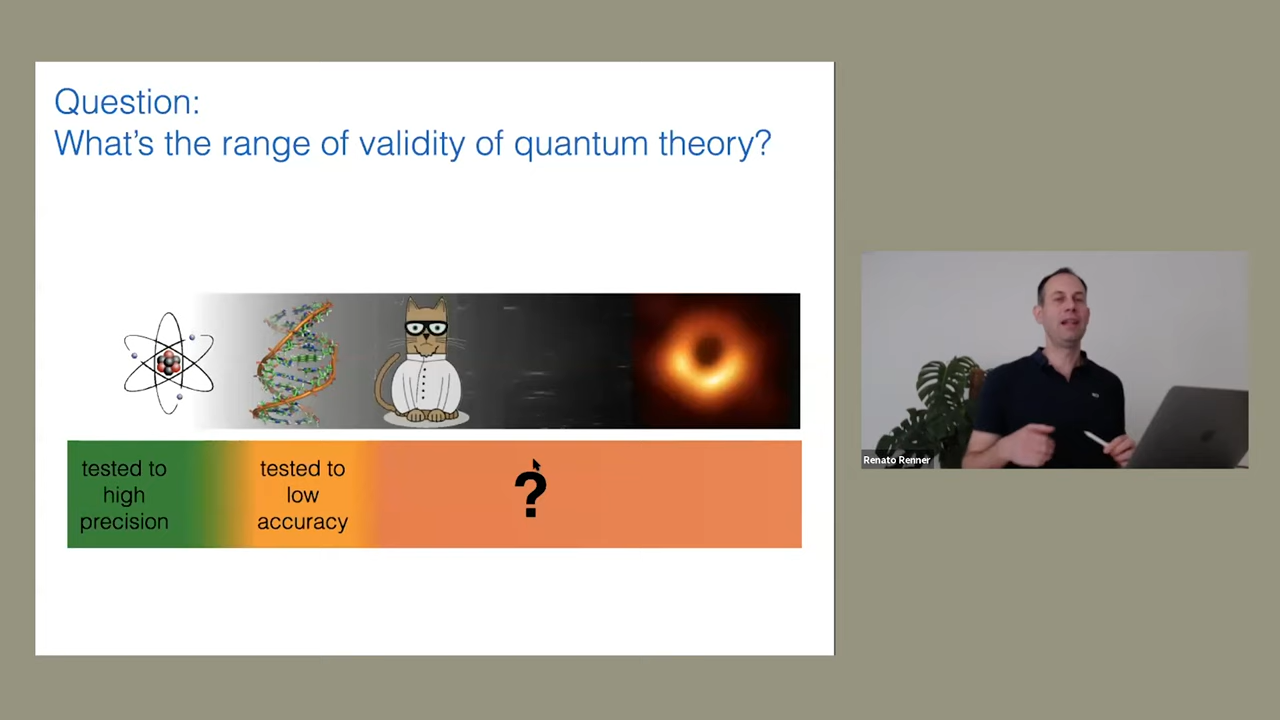 Question:
What's the range of validity of quantum theory?
tested to
high
precision
tested to
low
accuracy
?
Renato Renner